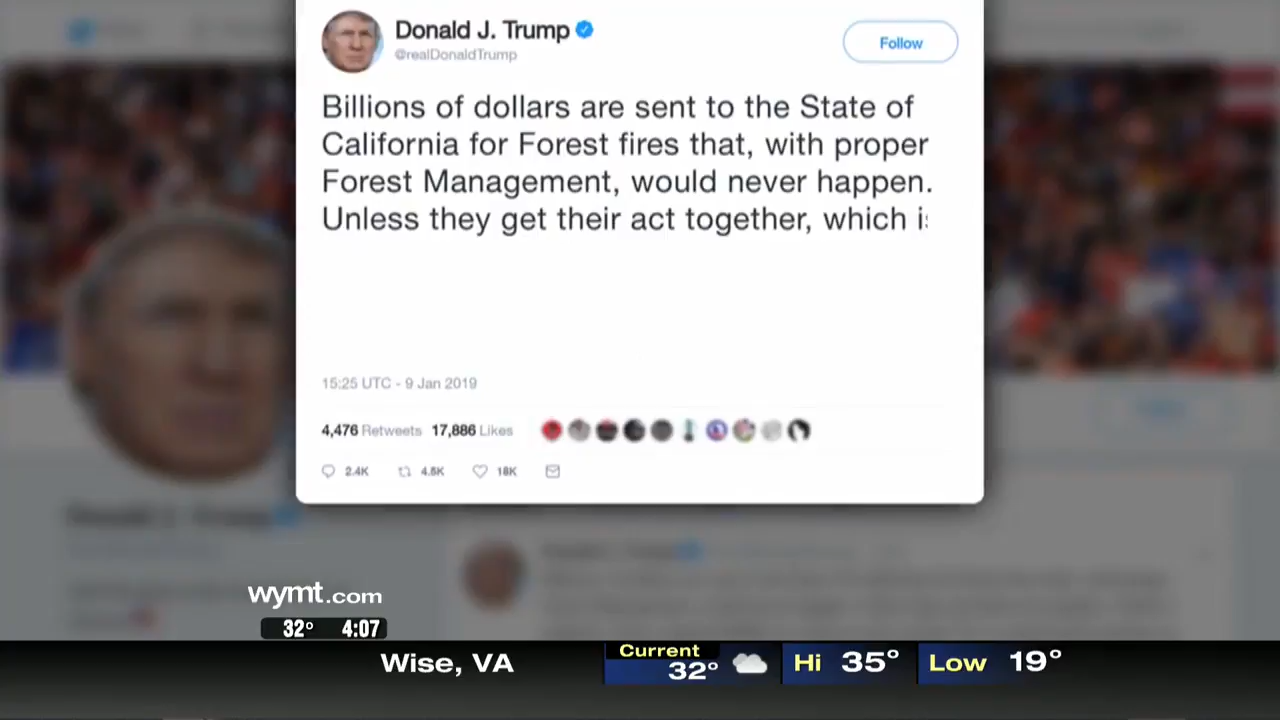 Donald J. Trump
@realDonaldTrump
Follow
Billions of dollars are sent to the State of
California for Forest fires that, with proper
Forest Management, would never happen.
Unless they get their act together, which
15:25 UTC - 9 Jan 2019
4,476 Retweets 17,886 Likes
2.4K 4.5K 18K
wymt.com
32° 4:07
Wise, VA
Current
32°
Hi 35°
Low 19°